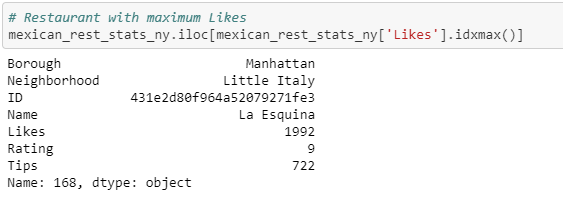 # Restaurant with maximum Likes
mexican_rest_stats_ny.iloc[mexican_rest_stats_ny['Likes'].idxmax()]
Borough Manhattan
Neighborhood Little Italy
ID 431e2d80f964a52079271fe3
Name La Esquina
Likes 1992
Rating 9
Tips 722
Name: 168, dtype: object